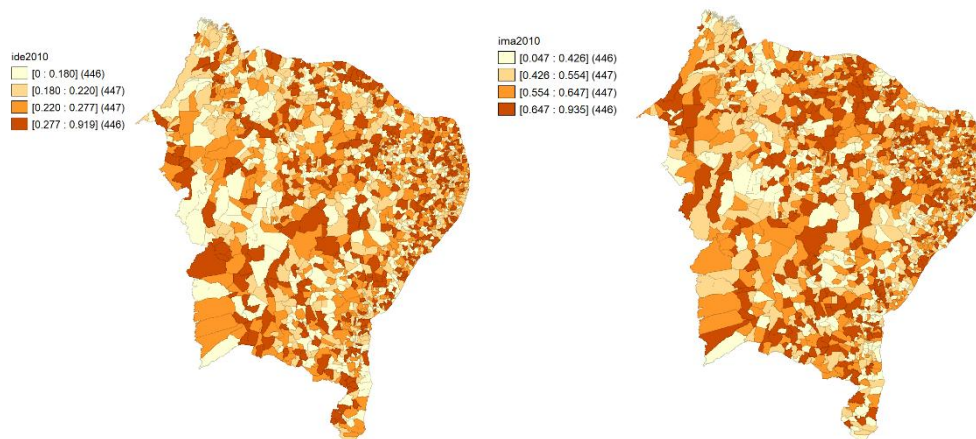 ide2010
[0 : 0.180] (446)
[0.180 : 0.220] (447)
[0.220 : 0.277] (447)
[0.277 : 0.919] (446)
ima2010
[0.047 : 0.426] (446)
[0.426 : 0.554] (447)
[0.554 : 0.647] (447)
[0.647 : 0.935] (446)